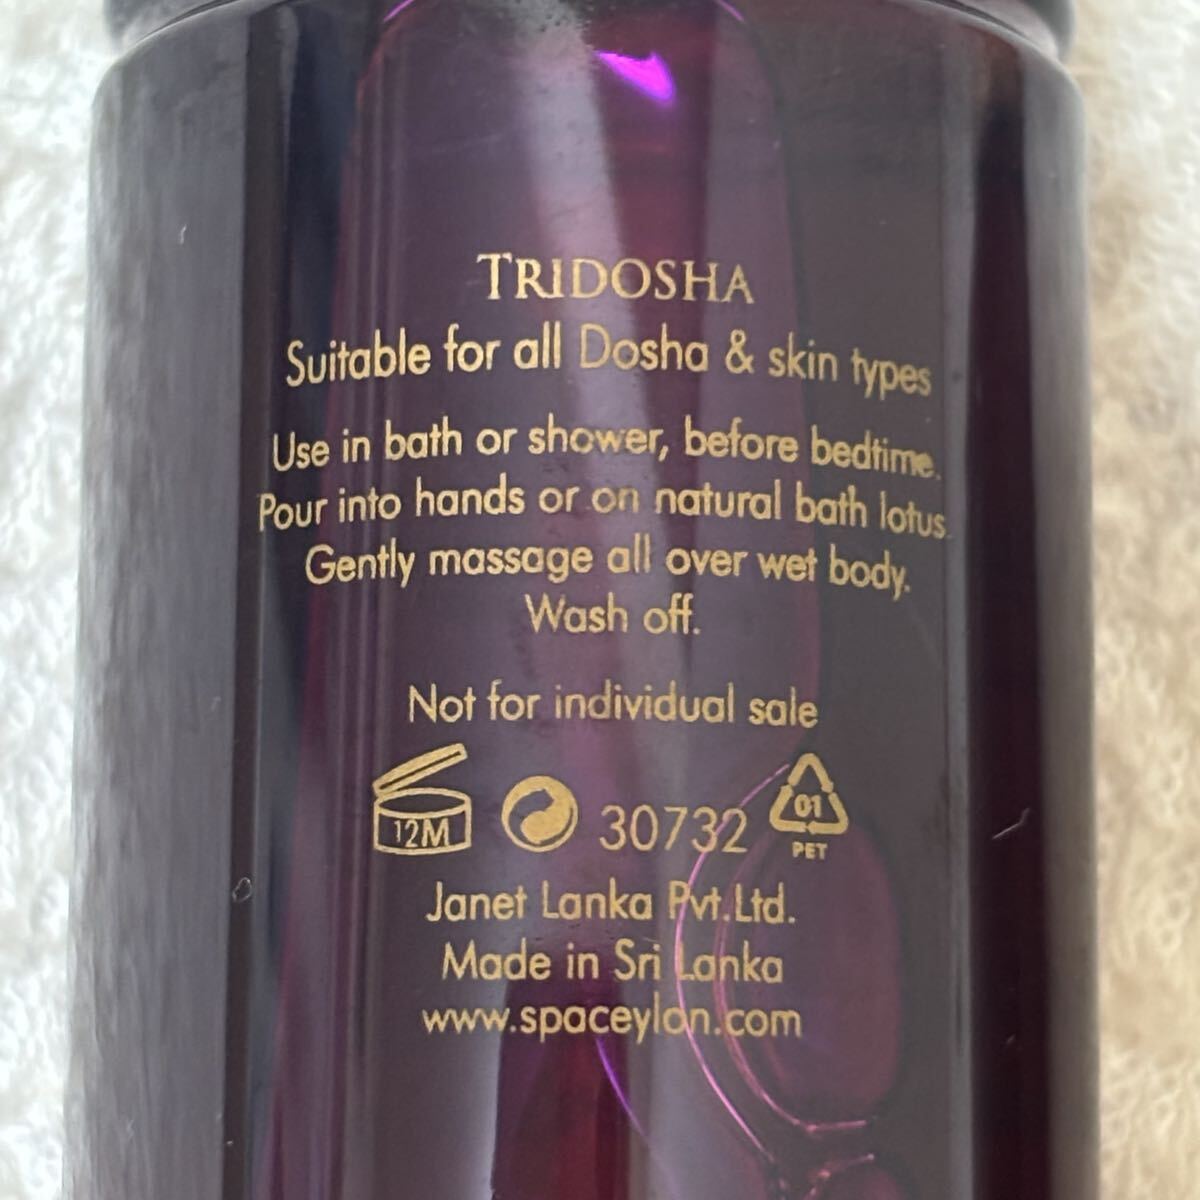 TRIDOSHA
Suitable for all Dosha & skin types
Use in bath or shower, before bedtime.
Pour into hands or on natural bath lotus.
Gently massage all over wet body.
Wash off.
Not for individual sale
12M 30732 01
PET
Janet Lanka Pvt.Ltd.
Made in Sri Lanka
www.spaceylon.com